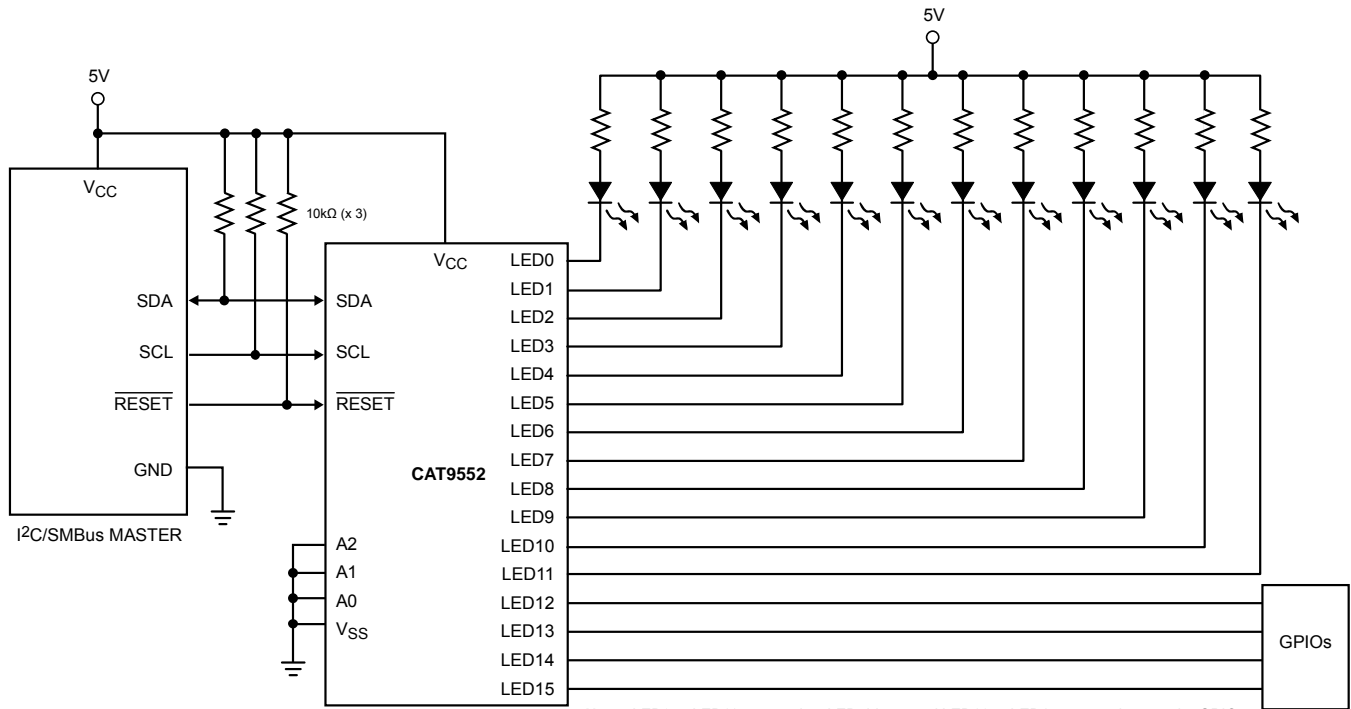 5V
5V
VCC
10kΩ (x 3)
SDA
SCL
RESET
GND
I2C/SMBus MASTER
VCC
SDA
SCL
RESET
CAT9552
A2
A1
A0
VSS
LED0
LED1
LED2
LED3
LED4
LED5
LED6
LED7
LED8
LED9
LED10
LED11
LED12
LED13
LED14
LED15
GPIOs